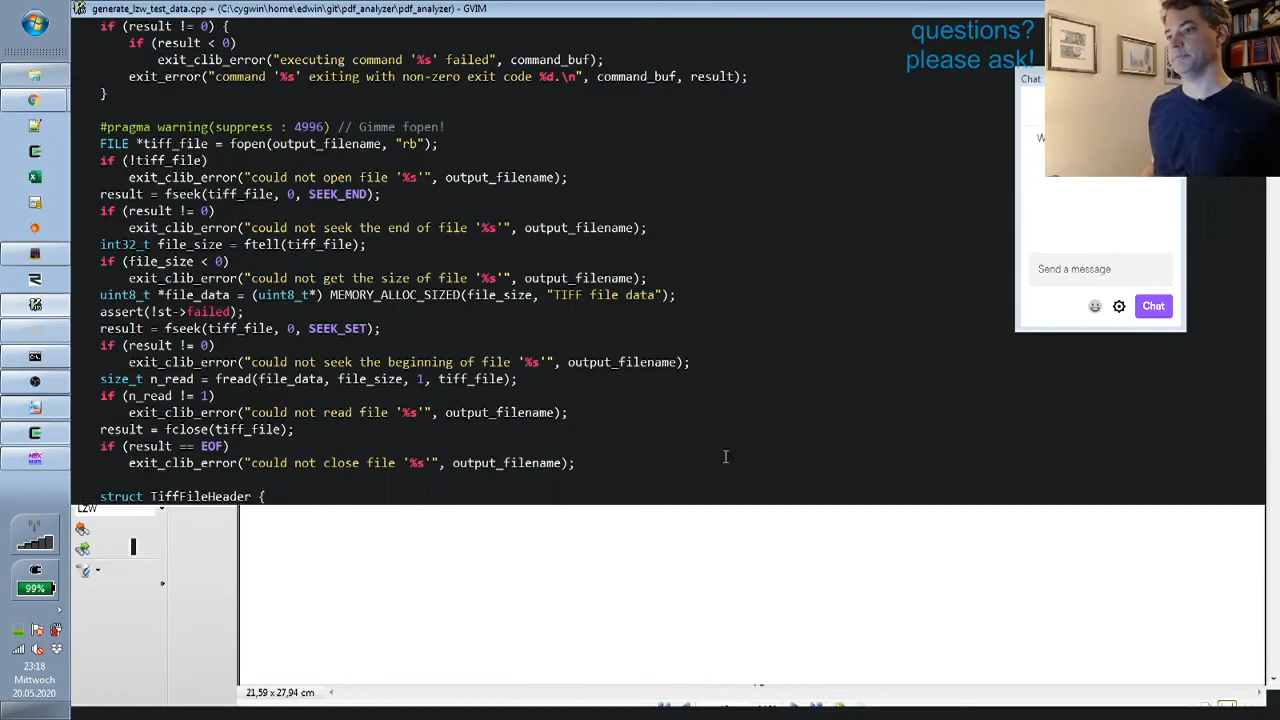 generate_lzw_test_data.cpp + (C:\cygwin\home\edwin\git\pdf_analyzer\pdf_analyzer) - GVIM
if (result != 0) {
if (result < 0)
exit_clib_error("executing command '%s' failed", command_buf);
exit_error("command '%s' exiting with non-zero exit code %d.\n", command_buf, result);
}
#pragma warning(suppress : 4996) // Gimme fopen!
FILE *tiff_file = fopen(output_filename, "rb");
if (!tiff_file)
exit_clib_error("could not open file '%s'", output_filename);
result = fseek(tiff_file, 0, SEEK_END);
if (result != 0)
exit_clib_error("could not seek the end of file '%s'", output_filename);
int32_t file_size = ftell(tiff_file);
if (file_size < 0)
exit_clib_error("could not get the size of file '%s'", output_filename);
uint8_t *file_data = (uint8_t*) MEMORY_ALLOC_SIZED(file_size, "TIFF file data");
assert(!st->failed);
result = fseek(tiff_file, 0, SEEK_SET);
if (result != 0)
exit_clib_error("could not seek the beginning of file '%s'", output_filename);
size_t n_read = fread(file_data, file_size, 1, tiff_file);
if (n_read != 1)
exit_clib_error("could not read file '%s'", output_filename);
result = fclose(tiff_file);
if (result == EOF)
exit_clib_error("could not close file '%s'", output_filename);
struct TiffFileHeader {
questions?
please ask!
Chat
W
Send a message
Chat
LZW
21,59 x 27,94 cm
99%
23:18
Mittwoch
20.05.2020